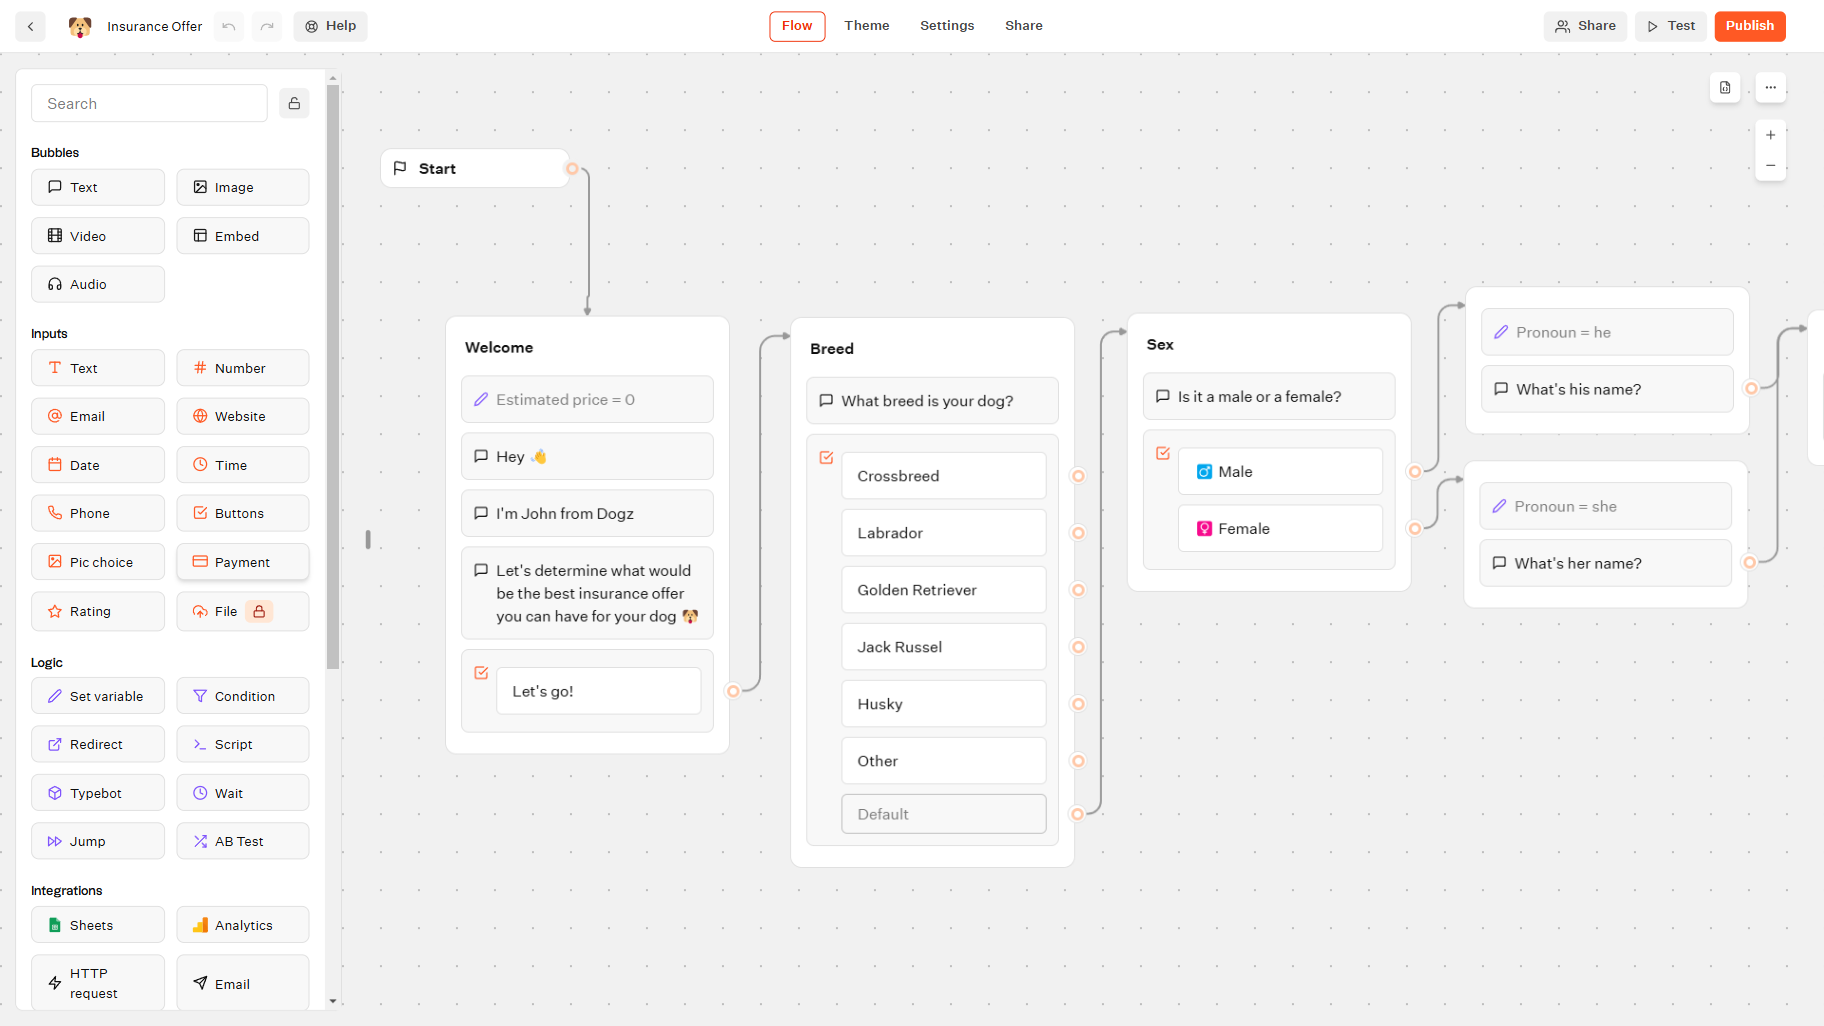 Insurance Offer
Help
Flow
Theme
Settings
Share
Share
Test
Publish
Search
Bubbles
Text
Image
Video
Embed
Audio
Inputs
Text
Number
Email
Website
Date
Time
Phone
Buttons
Pic choice
Payment
Rating
File
Logic
Set variable
Condition
Redirect
Script
Typebot
Wait
Jump
AB Test
Integrations
Sheets
Analytics
HTTP
request
Email
Start
Welcome
Estimated price = 0
Hey 👋
I'm John from Dogz
Let's determine what would
be the best insurance offer
you can have for your dog 🐶
Let's go!
Breed
What breed is your dog?
Crossbreed
Labrador
Golden Retriever
Jack Russel
Husky
Other
Default
Sex
Is it a male or a female?
♂️ Male
♀️ Female
Pronoun = he
What's his name?
Pronoun = she
What's her name?